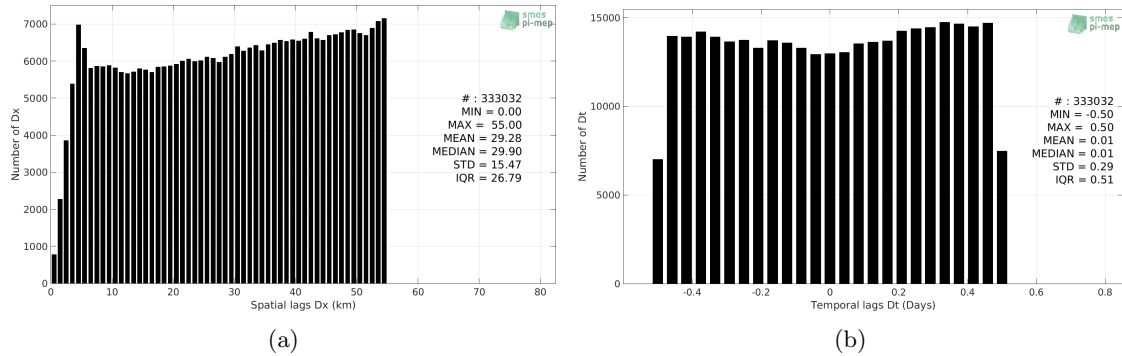 smos
pi-mep
7000
6000
5000
4000
3000
2000
1000
0
Number of Dx
# : 333032
MIN = 0.00
MAX = 55.00
MEAN = 29.28
MEDIAN = 29.90
STD = 15.47
IQR = 26.79
0 10 20 30 40 50 60 70 80
Spatial lags Dx (km)
(a)
smos
pi-mep
15000
10000
5000
0
Number of Dt
# : 333032
MIN = -0.50
MAX = 0.50
MEAN = 0.01
MEDIAN = 0.01
STD = 0.29
IQR = 0.51
-0.4 -0.2 0 0.2 0.4 0.6 0.8
Temporal lags Dt (Days)
(b)